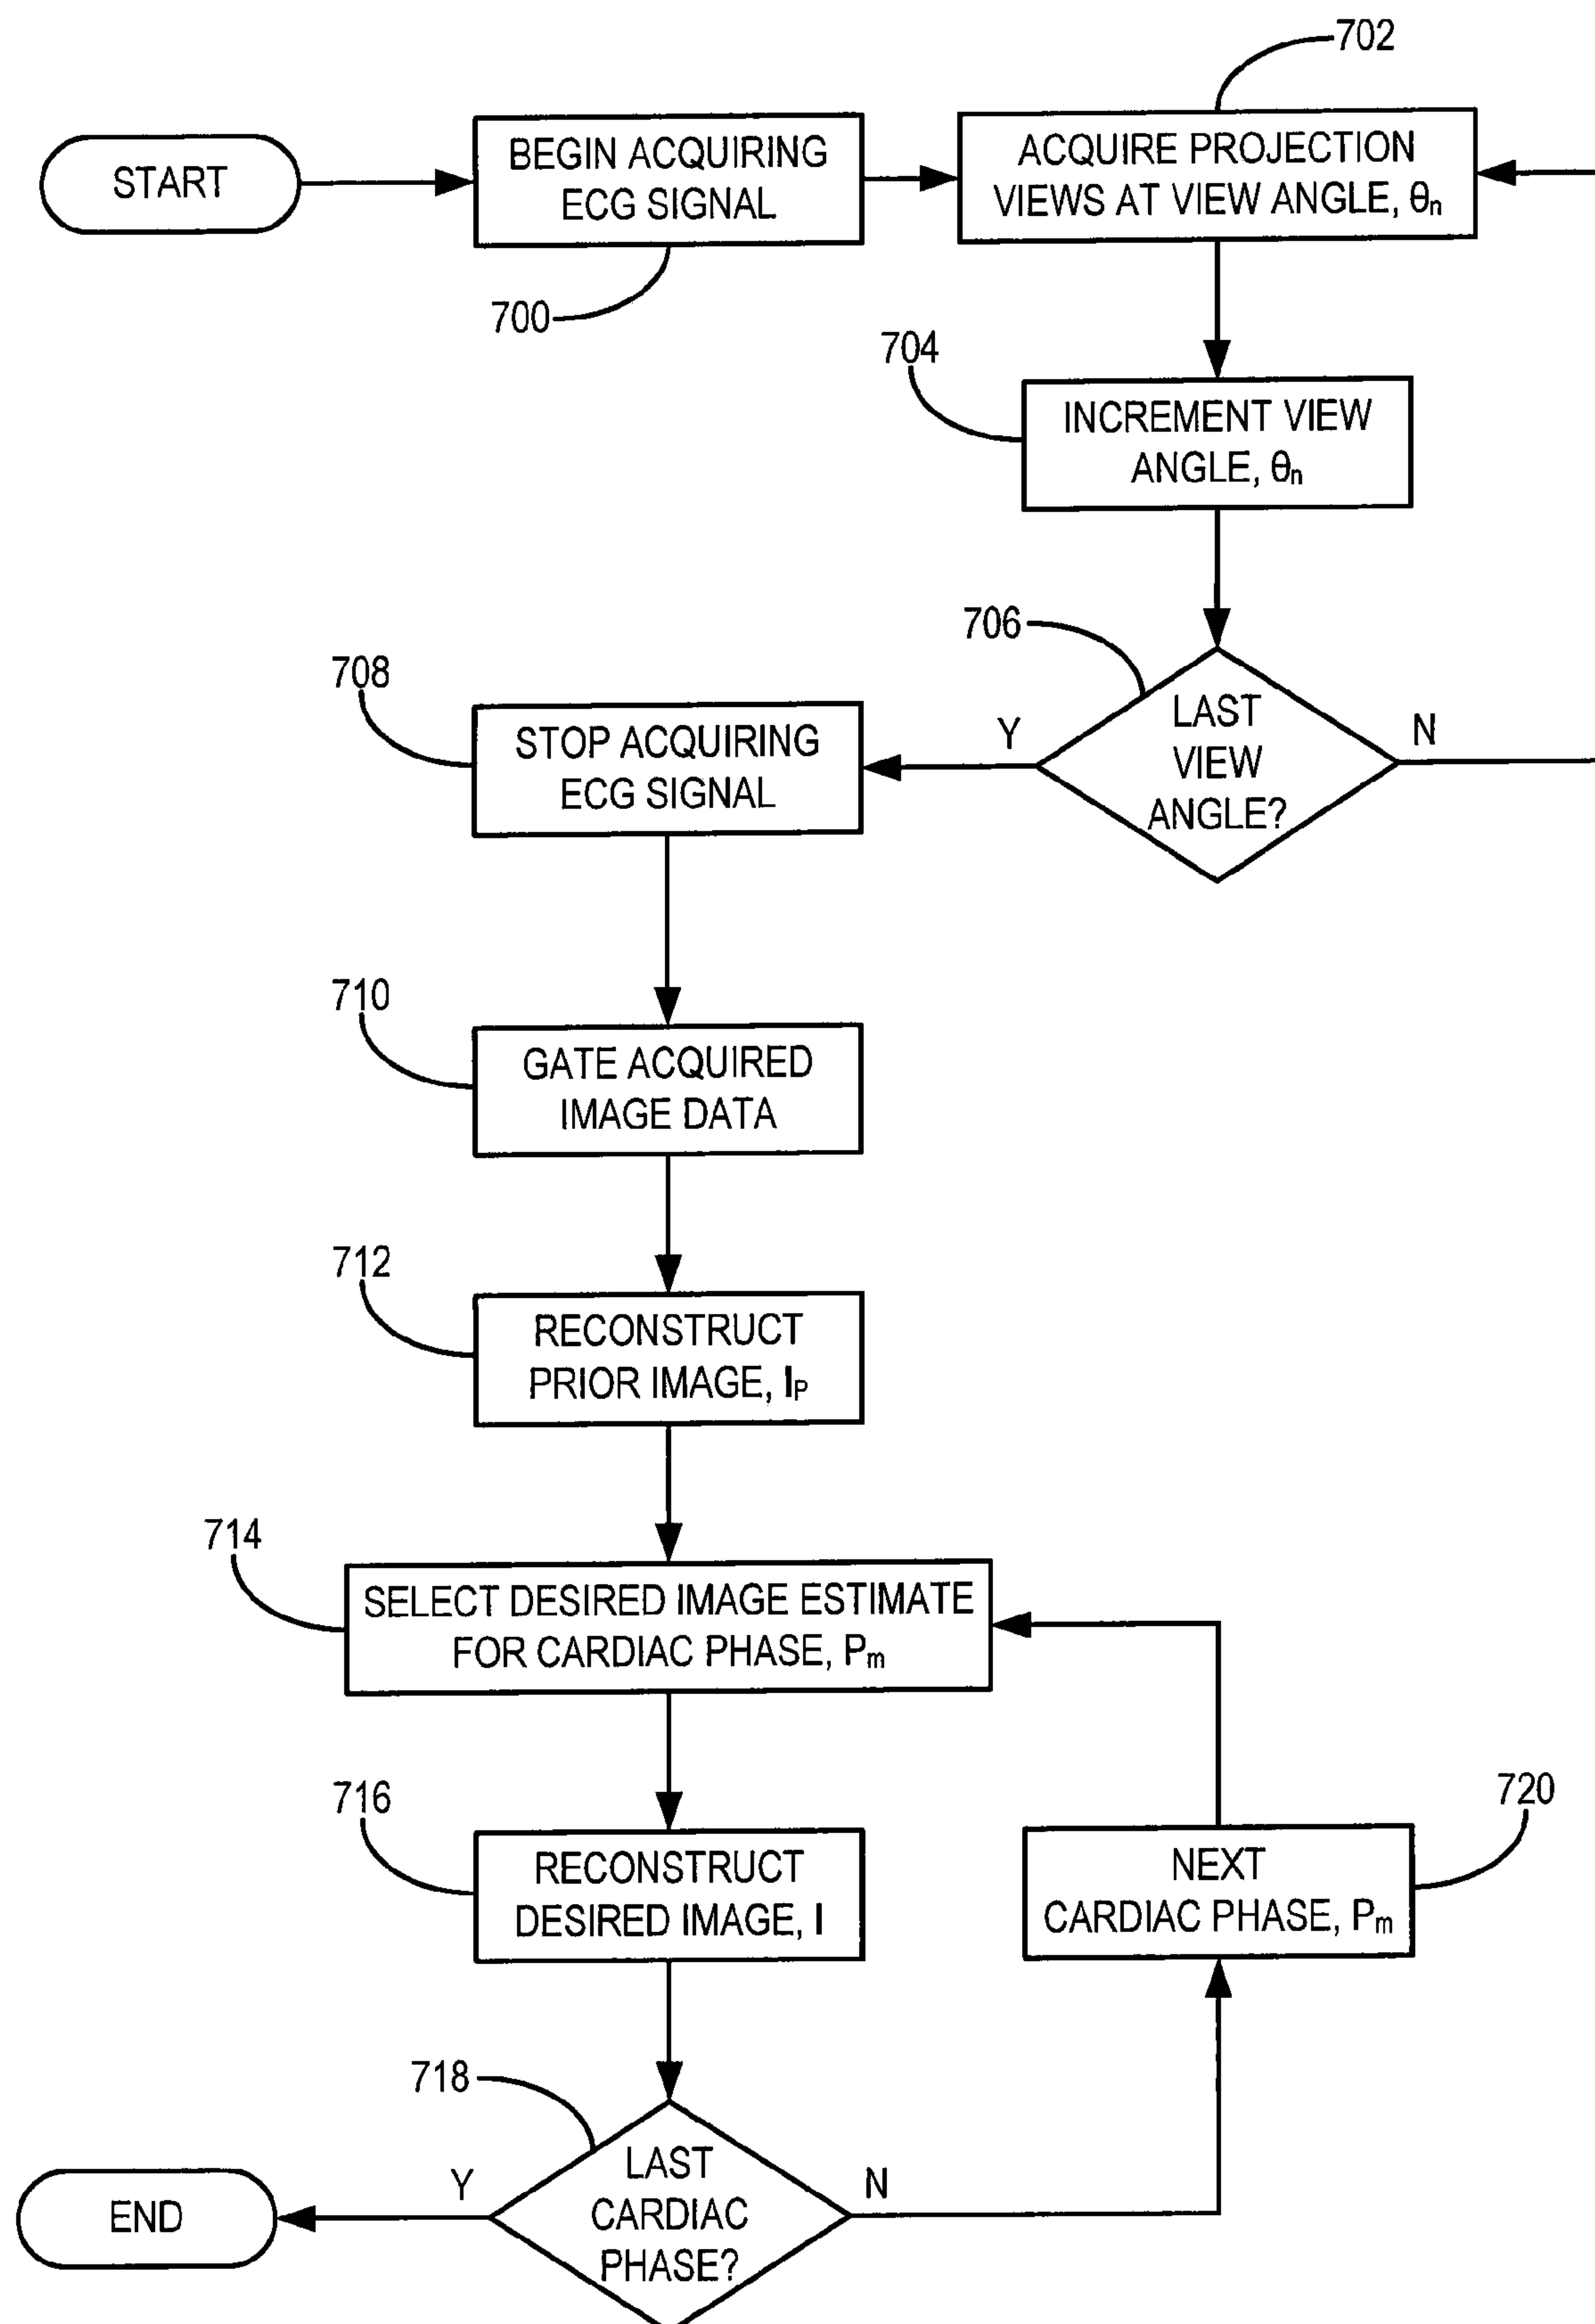 702
START
BEGIN ACQUIRING
ECG SIGNAL
ACQUIRE PROJECTION
VIEWS AT VIEW ANGLE, θn
700
704
INCREMENT VIEW
ANGLE, θn
706
708
STOP ACQUIRING
ECG SIGNAL
Y
LAST
VIEW
ANGLE?
N
710
GATE ACQUIRED
IMAGE DATA
712
RECONSTRUCT
PRIOR IMAGE, IP
714
SELECT DESIRED IMAGE ESTIMATE
FOR CARDIAC PHASE, Pm
716
RECONSTRUCT
DESIRED IMAGE, I
720
NEXT
CARDIAC PHASE, Pm
718
END
Y
LAST
CARDIAC
PHASE?
N